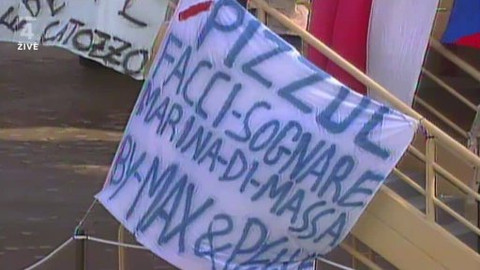 4
ŽIVĚ
PIZZUL
FACCI-SOGNARE
MARINA-DI-MASSA
BY-MAX &